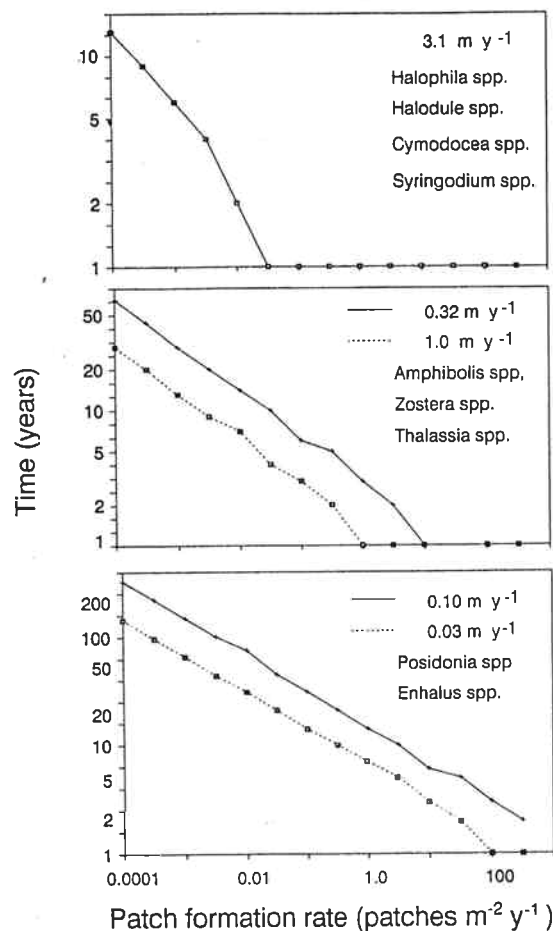 3.1 m y-1
Halophila spp.
Halodule spp.
Cymodocea spp.
Syringodium spp.
10
5
2
1
0.32 m y-1
1.0 m y-1
Amphibolis spp,
Zostera spp.
Thalassia spp.
50
20
10
5
2
1
Time (years)
0.10 m y-1
0.03 m y-1
Posidonia spp
Enhalus spp.
200
100
50
20
10
5
2
1
0.0001 0.01 1.0 100
Patch formation rate (patches m-2 y-1)